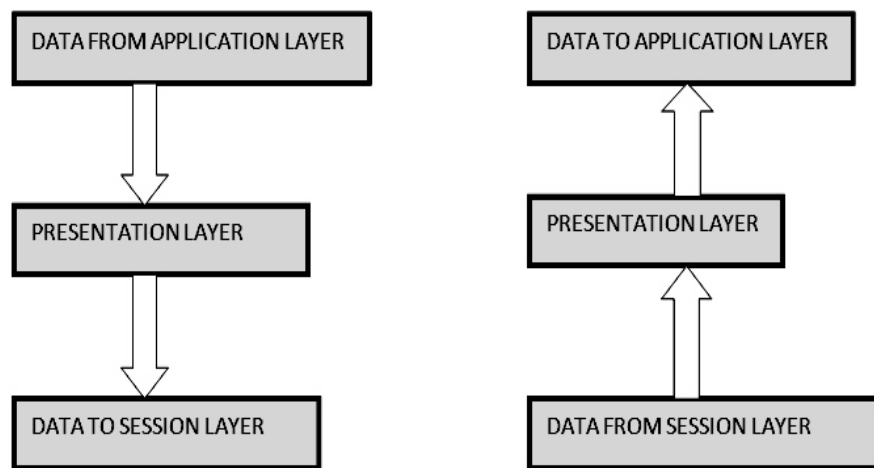 DATA FROM APPLICATION LAYER
PRESENTATION LAYER
DATA TO SESSION LAYER
DATA TO APPLICATION LAYER
PRESENTATION LAYER
DATA FROM SESSION LAYER